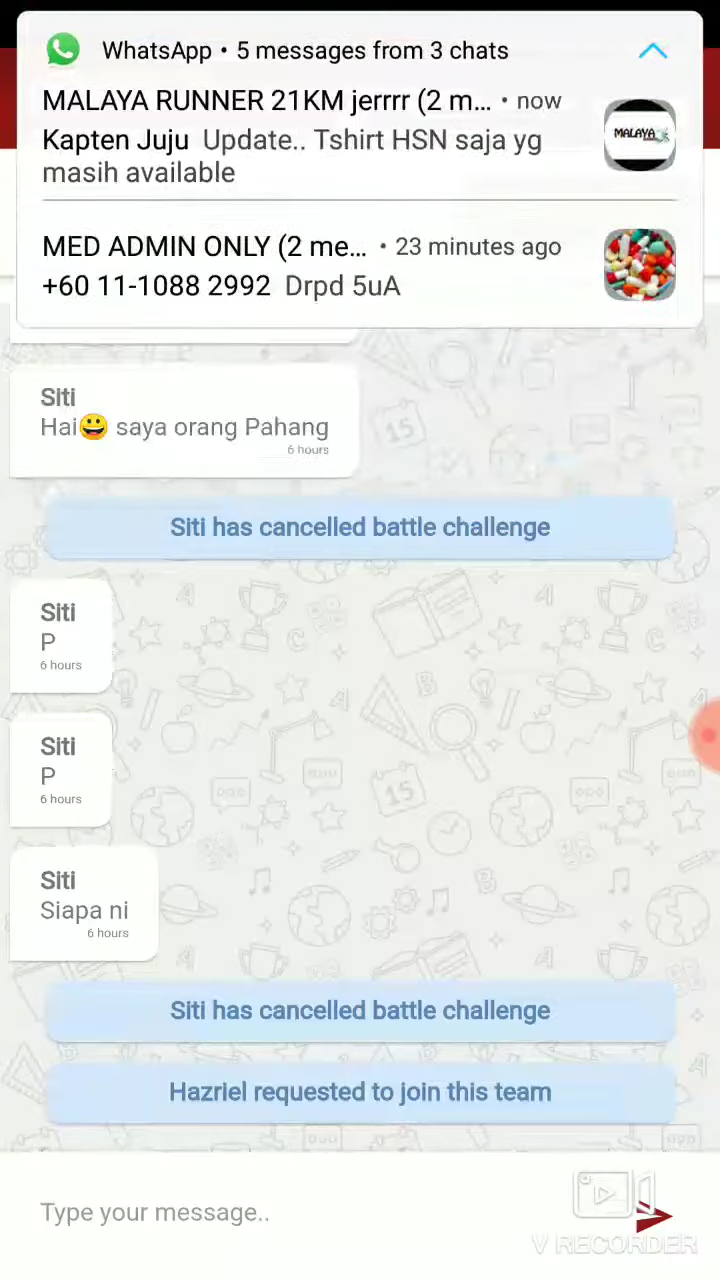 WhatsApp • 5 messages from 3 chats
MALAYA RUNNER 21KM jerrrr (2 m... • now
Kapten Juju Update.. Tshirt HSN saja yg
masih available
MALAYA
MED ADMIN ONLY (2 me... • 23 minutes ago
+60 11-1088 2992 Drpd 5uA
Siti
Hai😀 saya orang Pahang
6 hours
Siti has cancelled battle challenge
Siti
P
6 hours
Siti
P
6 hours
Siti
Siapa ni
6 hours
Siti has cancelled battle challenge
Hazriel requested to join this team
Type your message..
V RECORDER